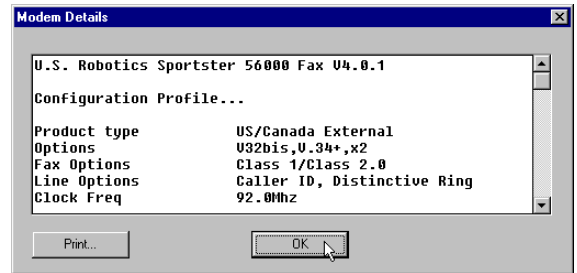 Modem Details
U.S. Robotics Sportster 56000 Fax V4.0.1
Configuration Profile...
Product type US/Canada External
Options V32bis,V.34+,x2
Fax Options Class 1/Class 2.0
Line Options Caller ID, Distinctive Ring
Clock Freq 92.0Mhz
Print... OK